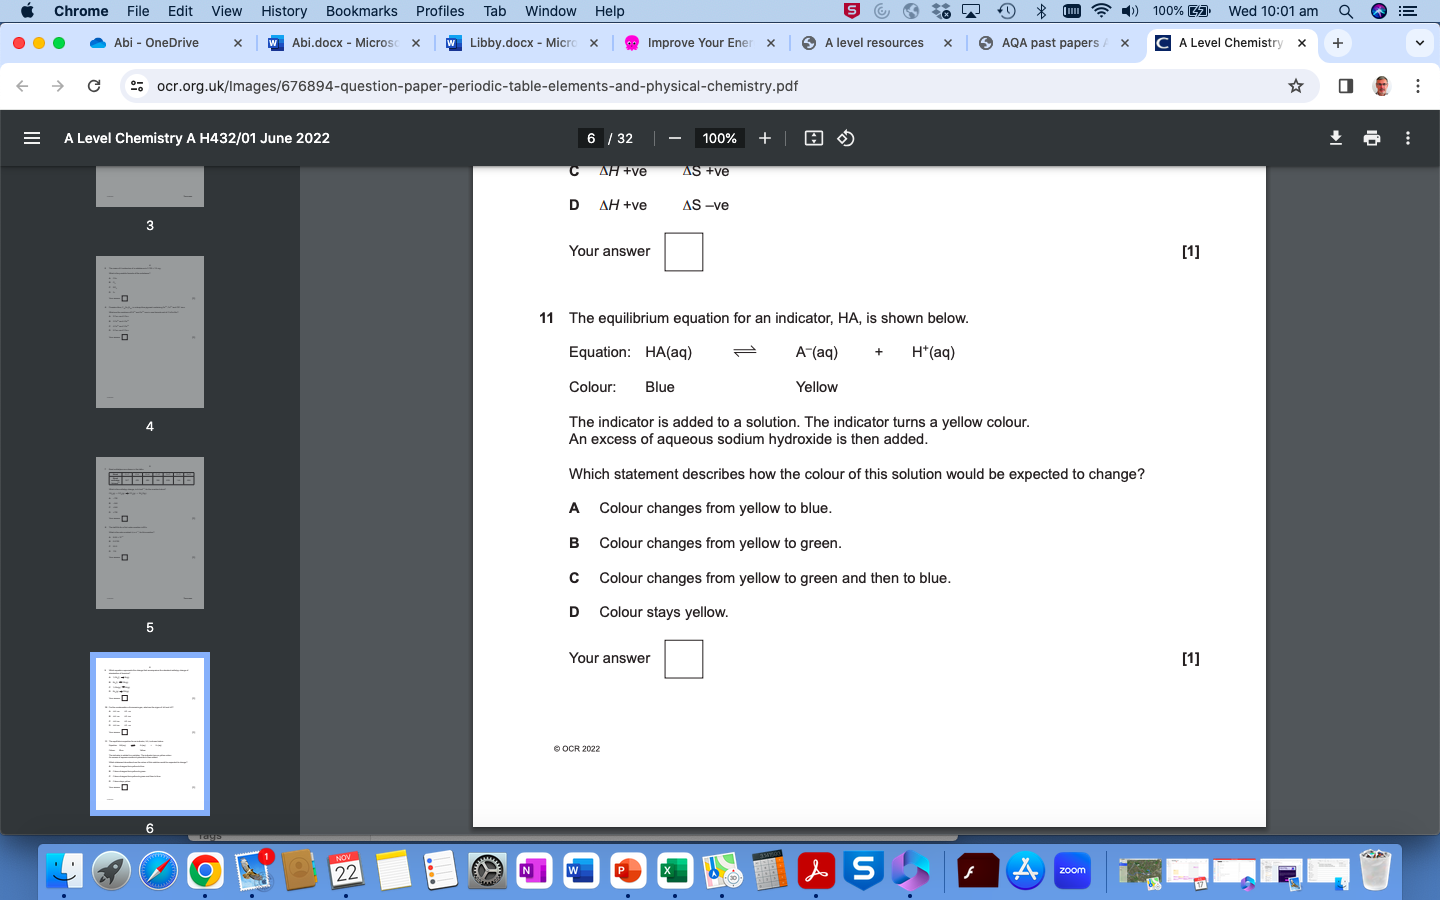 Chrome File Edit View History Bookmarks Profiles Tab Window Help 100% Wed 10:01 am
Abi - OneDrive Abi.docx - Microso Libby.docx - Micro Improve Your Ener A level resources AQA past papers A A Level Chemistry
ocr.org.uk/Images/676894-question-paper-periodic-table-elements-and-physical-chemistry.pdf
A Level Chemistry A H432/01 June 2022 6 / 32 100%
C ΔH +ve ΔS +ve
D ΔH +ve ΔS –ve
Your answer [1]
11 The equilibrium equation for an indicator, HA, is shown below.
Equation: HA(aq) ⇌ A⁻(aq) + H⁺(aq)
Colour: Blue Yellow
The indicator is added to a solution. The indicator turns a yellow colour.
An excess of aqueous sodium hydroxide is then added.
Which statement describes how the colour of this solution would be expected to change?
A Colour changes from yellow to blue.
B Colour changes from yellow to green.
C Colour changes from yellow to green and then to blue.
D Colour stays yellow.
Your answer [1]
© OCR 2022
3
4
5
6
Tags
1
NOV
22
N
W
P
X
3D
S
f
zoom
17